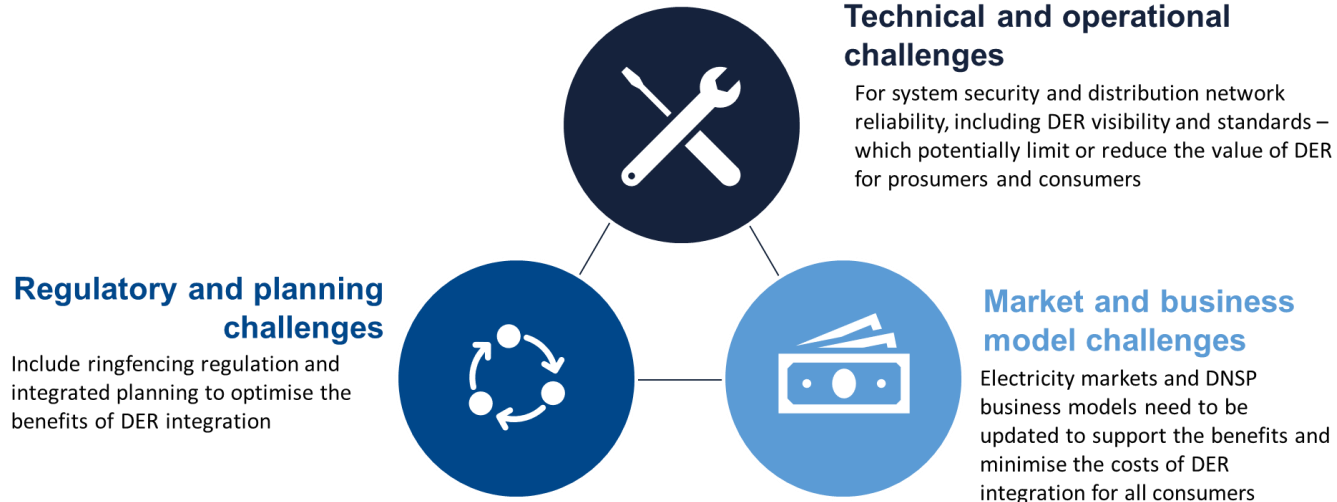 Technical and operational
challenges
For system security and distribution network
reliability, including DER visibility and standards –
which potentially limit or reduce the value of DER
for prosumers and consumers
Regulatory and planning
challenges
Include ringfencing regulation and
integrated planning to optimise the
benefits of DER integration
Market and business
model challenges
Electricity markets and DNSP
business models need to be
updated to support the benefits and
minimise the costs of DER
integration for all consumers